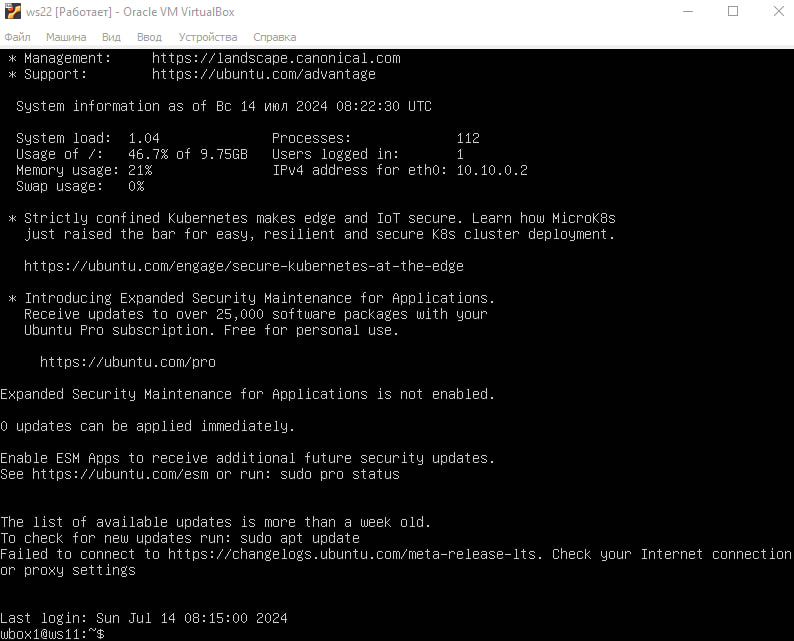 ws22 [Работает] - Oracle VM VirtualBox
Файл Машина Вид Ввод Устройства Справка
* Management: https://landscape.canonical.com
* Support: https://ubuntu.com/advantage
System information as of Вс 14 июл 2024 08:22:30 UTC
System load: 1.04 Processes: 112
Usage of /: 46.7% of 9.75GB Users logged in: 1
Memory usage: 21% IPv4 address for eth0: 10.10.0.2
Swap usage: 0%
* Strictly confined Kubernetes makes edge and IoT secure. Learn how MicroK8s
just raised the bar for easy, resilient and secure K8s cluster deployment.
https://ubuntu.com/engage/secure-kubernetes-at-the-edge
* Introducing Expanded Security Maintenance for Applications.
Receive updates to over 25,000 software packages with your
Ubuntu Pro subscription. Free for personal use.
https://ubuntu.com/pro
Expanded Security Maintenance for Applications is not enabled.
0 updates can be applied immediately.
Enable ESM Apps to receive additional future security updates.
See https://ubuntu.com/esm or run: sudo pro status
The list of available updates is more than a week old.
To check for new updates run: sudo apt update
Failed to connect to https://changelogs.ubuntu.com/meta-release-lts. Check your Internet connection
or proxy settings
Last login: Sun Jul 14 08:15:00 2024
wbox1@ws11:~$